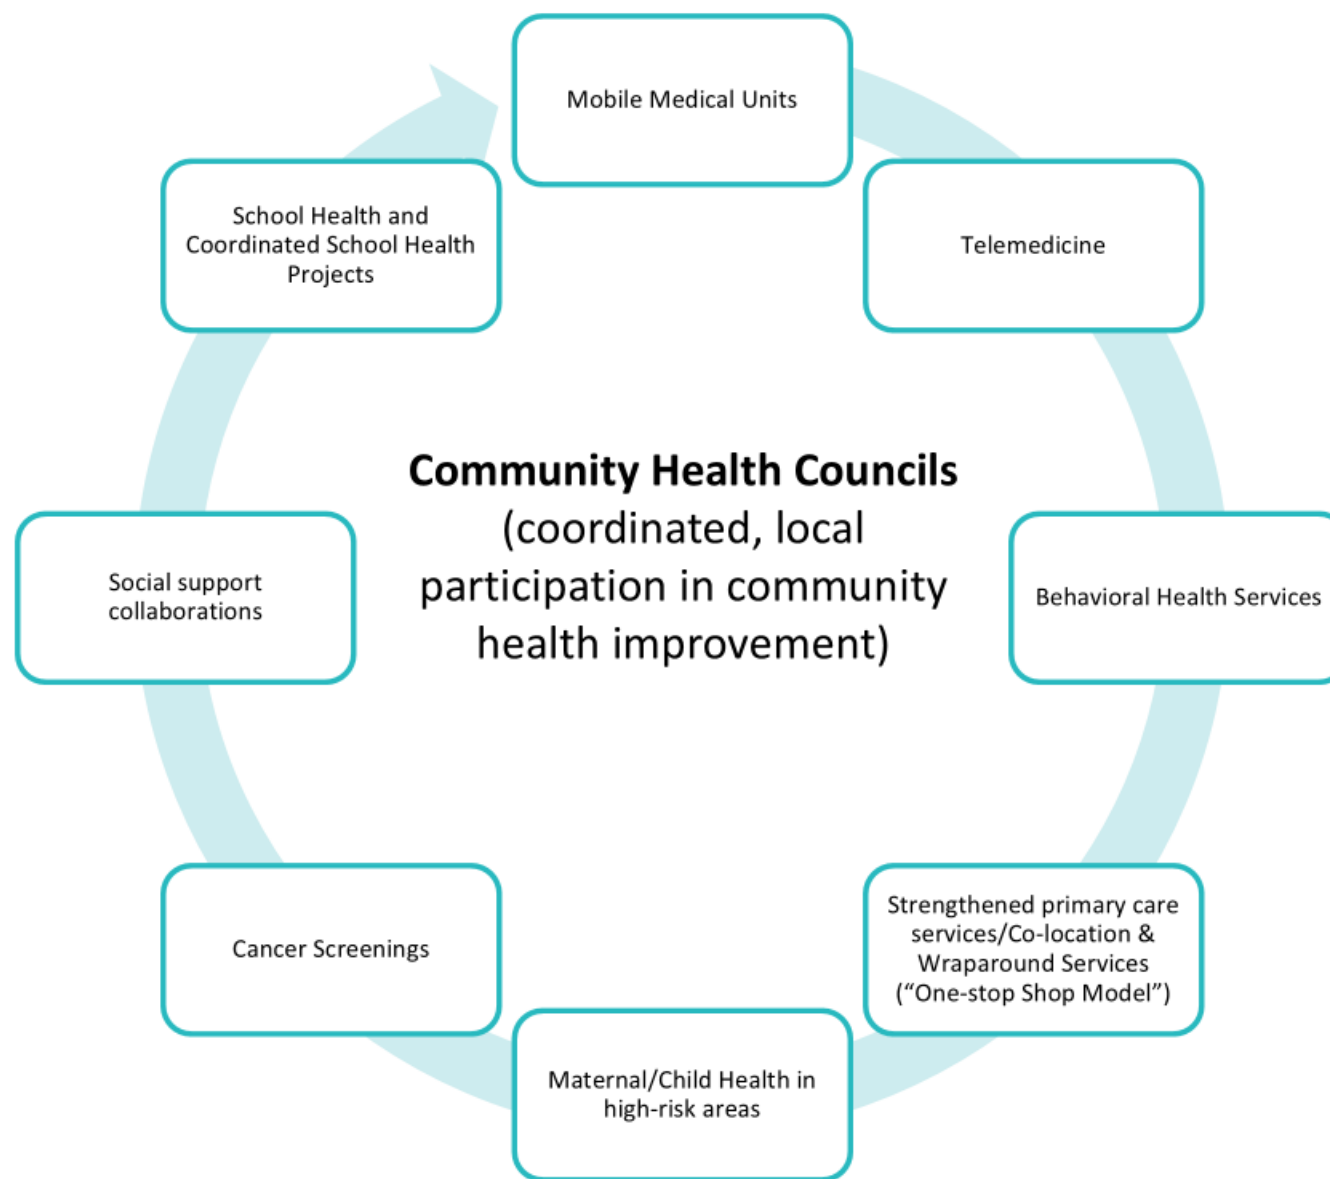 Mobile Medical Units
Telemedicine
Behavioral Health Services
Strengthened primary care
services/Co-location &
Wraparound Services
(“One-stop Shop Model”)
Maternal/Child Health in
high-risk areas
Cancer Screenings
Social support
collaborations
School Health and
Coordinated School Health
Projects
Community Health Councils
(coordinated, local
participation in community
health improvement)